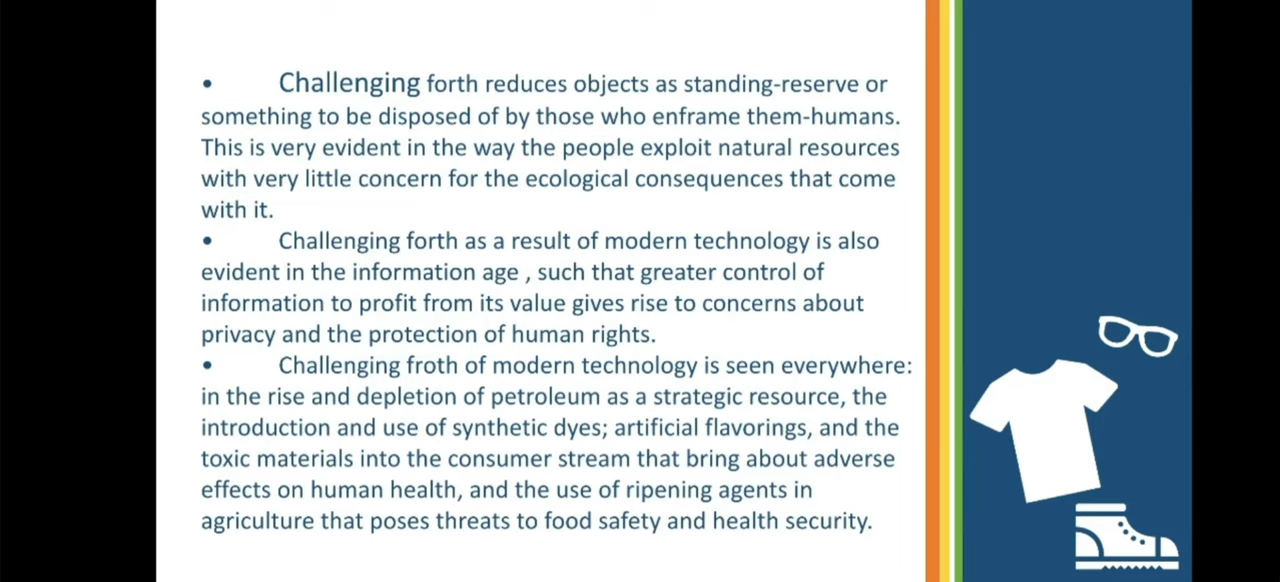 • Challenging forth reduces objects as standing-reserve or
something to be disposed of by those who enframe them-humans.
This is very evident in the way the people exploit natural resources
with very little concern for the ecological consequences that come
with it.
• Challenging forth as a result of modern technology is also
evident in the information age , such that greater control of
information to profit from its value gives rise to concerns about
privacy and the protection of human rights.
• Challenging froth of modern technology is seen everywhere:
in the rise and depletion of petroleum as a strategic resource, the
introduction and use of synthetic dyes; artificial flavorings, and the
toxic materials into the consumer stream that bring about adverse
effects on human health, and the use of ripening agents in
agriculture that poses threats to food safety and health security.